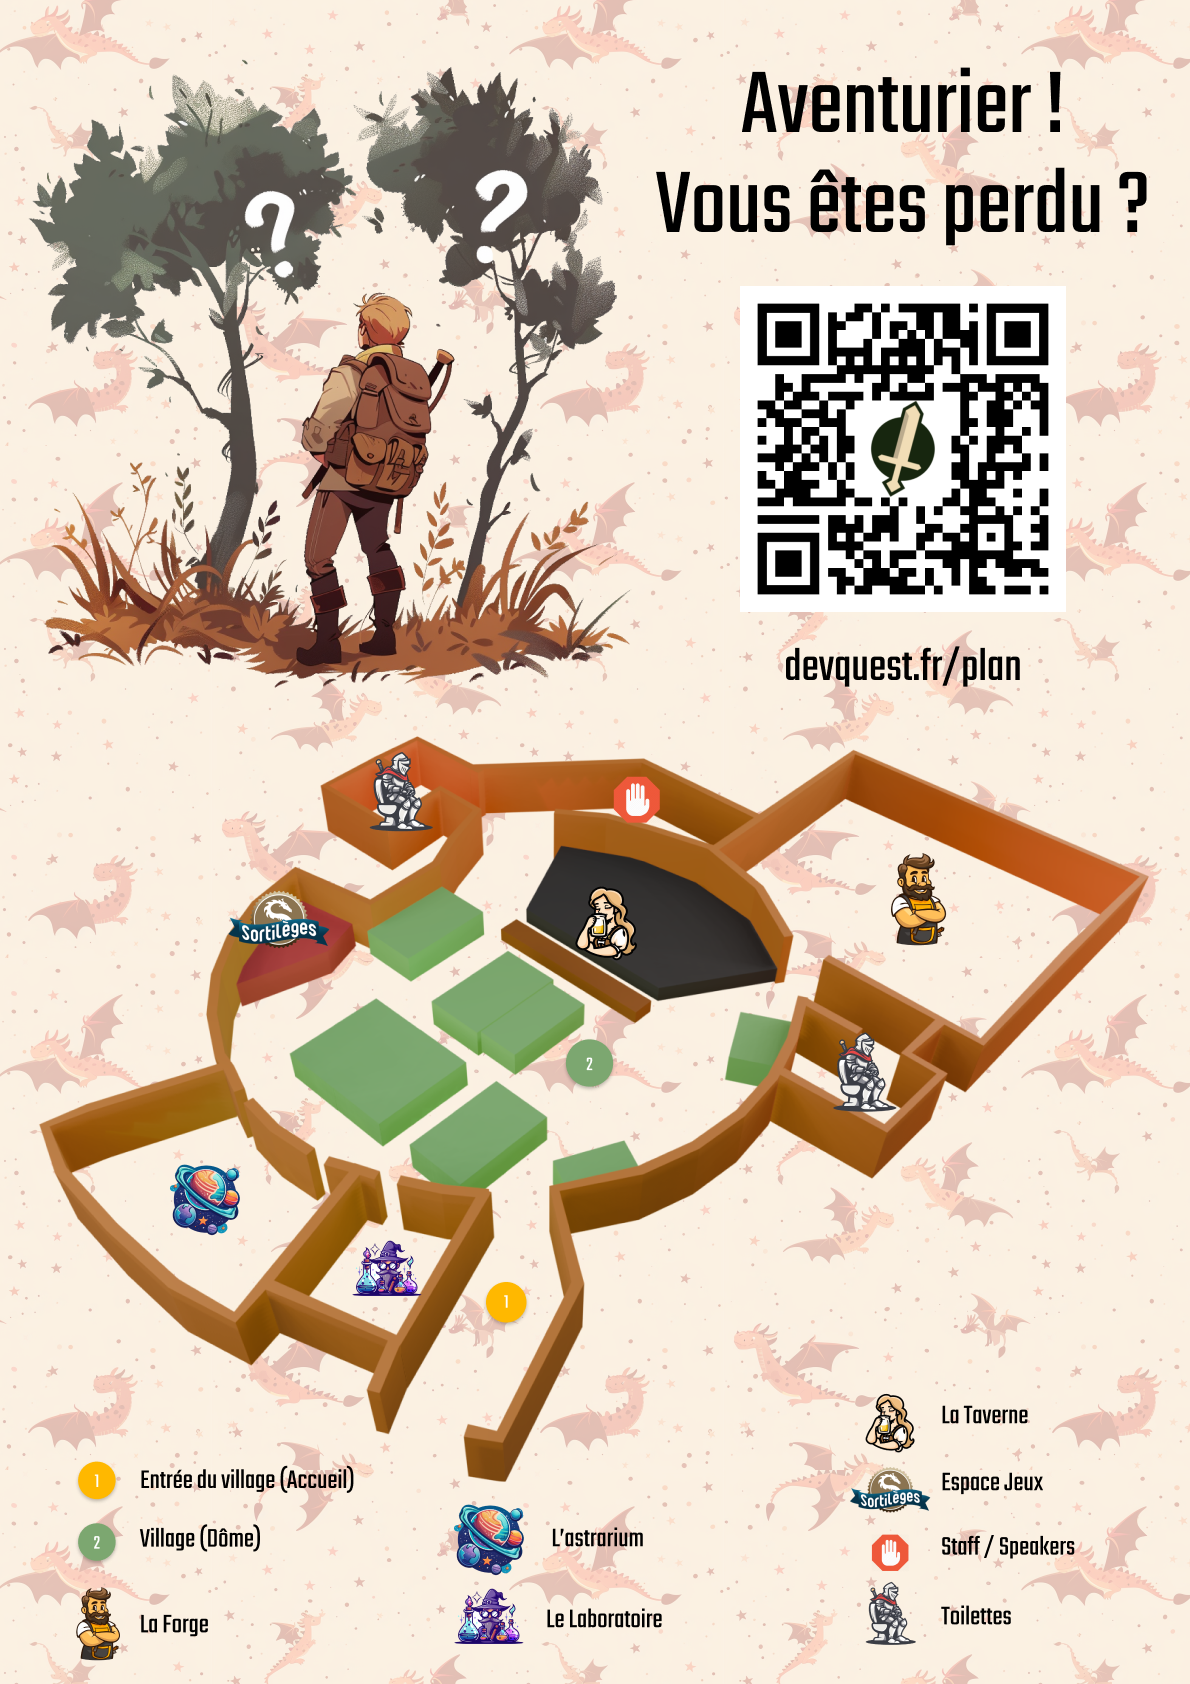 Aventurier !
Vous êtes perdu ?
? ?
devquest.fr/plan
Sortilèges
2
1
1 Entrée du village (Accueil)
2 Village (Dôme)
La Forge
L'astrarium
Le Laboratoire
La Taverne
Sortilèges Espace Jeux
Staff / Speakers
Toilettes